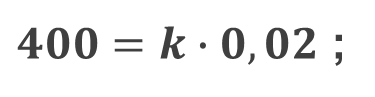 400 = k · 0,02 ;